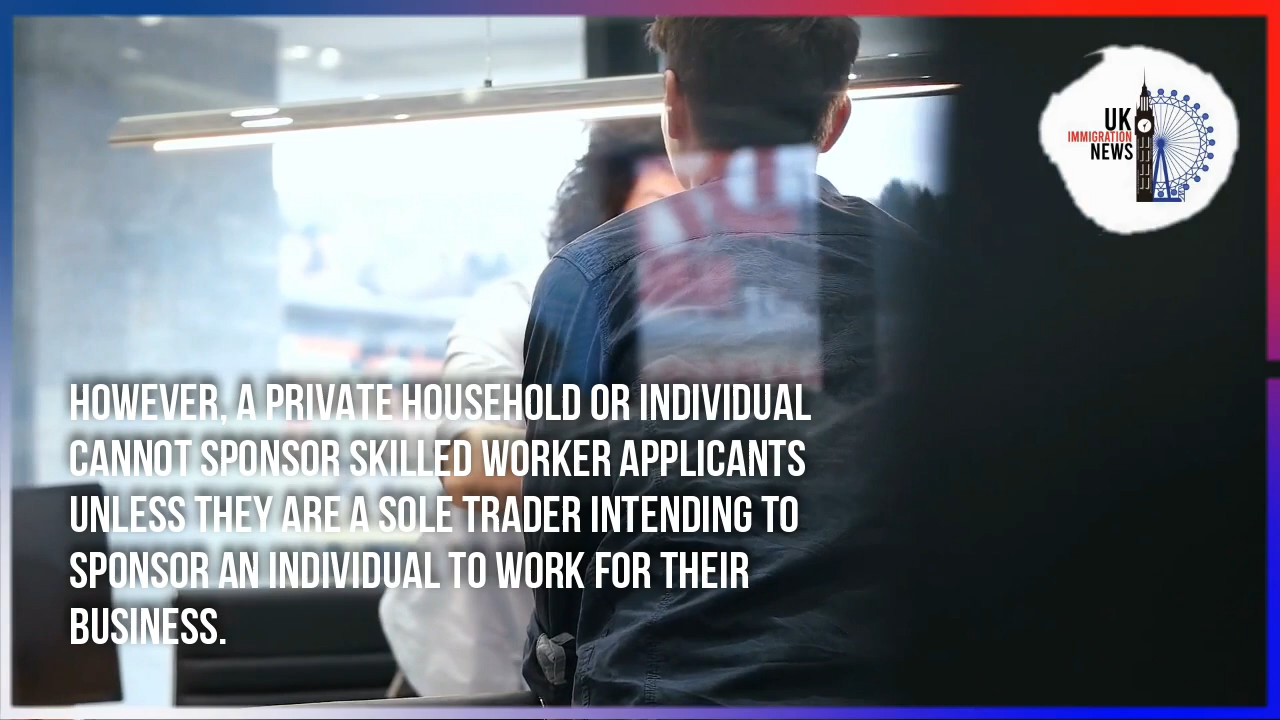 UK
IMMIGRATION
NEWS
HOWEVER, A PRIVATE HOUSEHOLD OR INDIVIDUAL
CANNOT SPONSOR SKILLED WORKER APPLICANTS
UNLESS THEY ARE A SOLE TRADER INTENDING TO
SPONSOR AN INDIVIDUAL TO WORK FOR THEIR
BUSINESS.